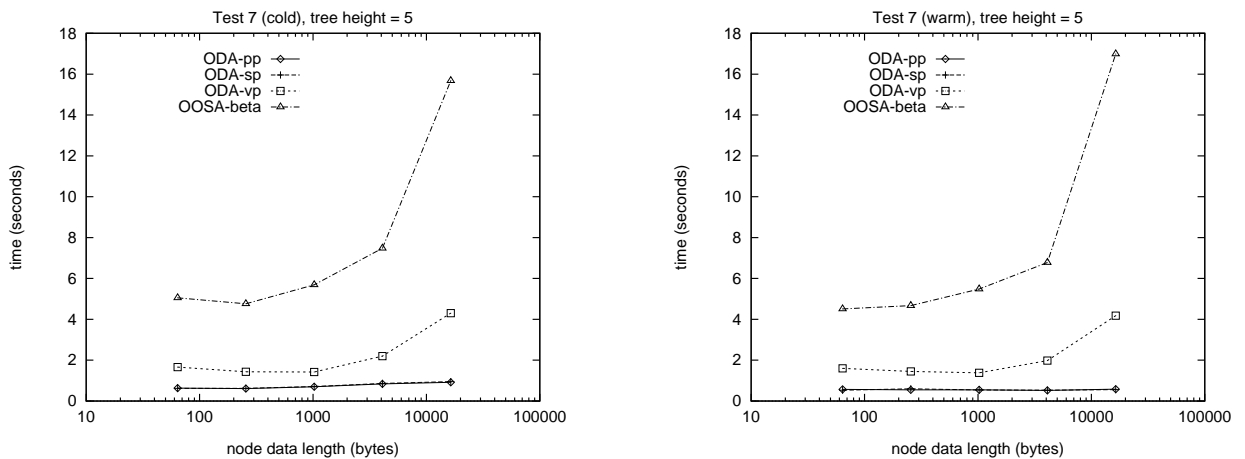 Test 7 (cold), tree height = 5
18
16
14
12
10
8
6
4
2
0
time (seconds)
ODA-pp
ODA-sp
ODA-vp
OOSA-beta
10 100 1000 10000 100000
node data length (bytes)
Test 7 (warm), tree height = 5
18
16
14
12
10
8
6
4
2
0
time (seconds)
ODA-pp
ODA-sp
ODA-vp
OOSA-beta
10 100 1000 10000 100000
node data length (bytes)